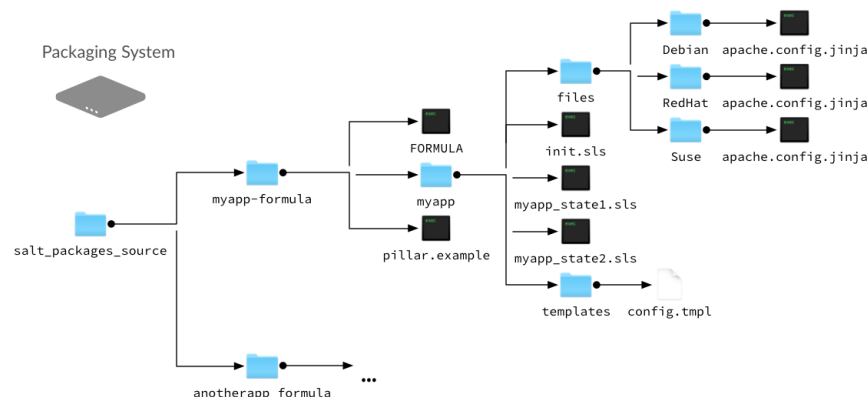 Packaging System
Debian
apache.config.jinja
files
RedHat
apache.config.jinja
FORMULA
init.sls
Suse
apache.config.jinja
myapp-formula
myapp
myapp_state1.sls
salt_packages_source
pillar.example
myapp_state2.sls
templates
config.tmpl
...
anotherapp_formula